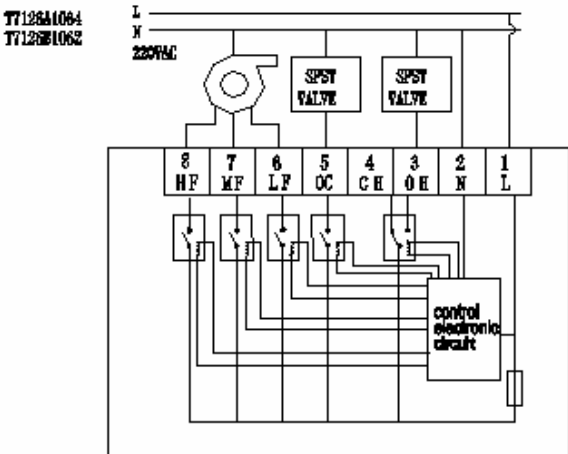 T7126A1064
T7126B1062
L
N
220VAC
SPST
VALVE
SPST
VALVE
8 7 6 5 4 3 2 1
HF MF LF OC CH OH N L
control
electronic
circuit